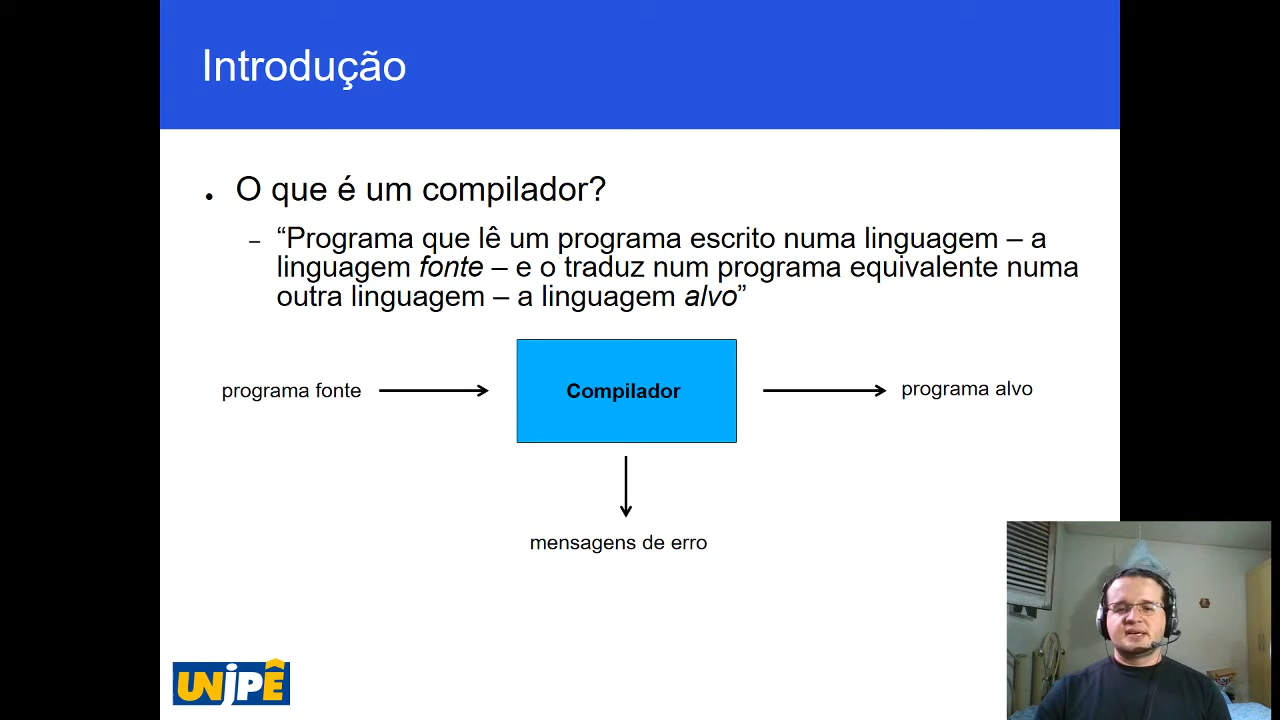 Introdução
• O que é um compilador?
– “Programa que lê um programa escrito numa linguagem – a
linguagem fonte – e o traduz num programa equivalente numa
outra linguagem – a linguagem alvo”
programa fonte
Compilador
programa alvo
mensagens de erro
UNIPÊ